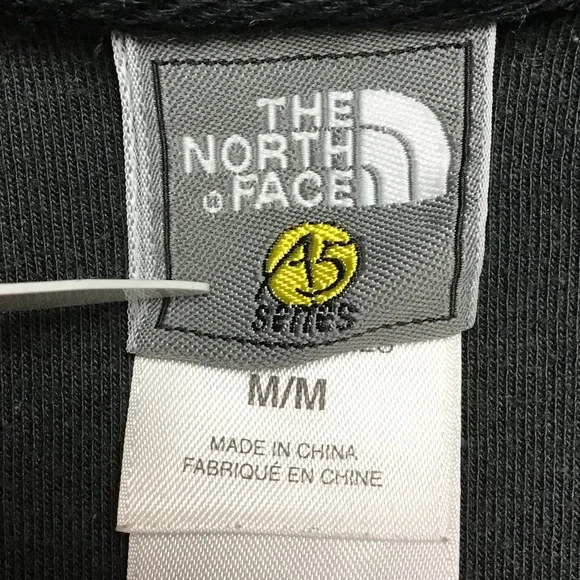 THE
NORTH
FACE
A5
series
M/M
MADE IN CHINA
FABRIQUÉ EN CHINE